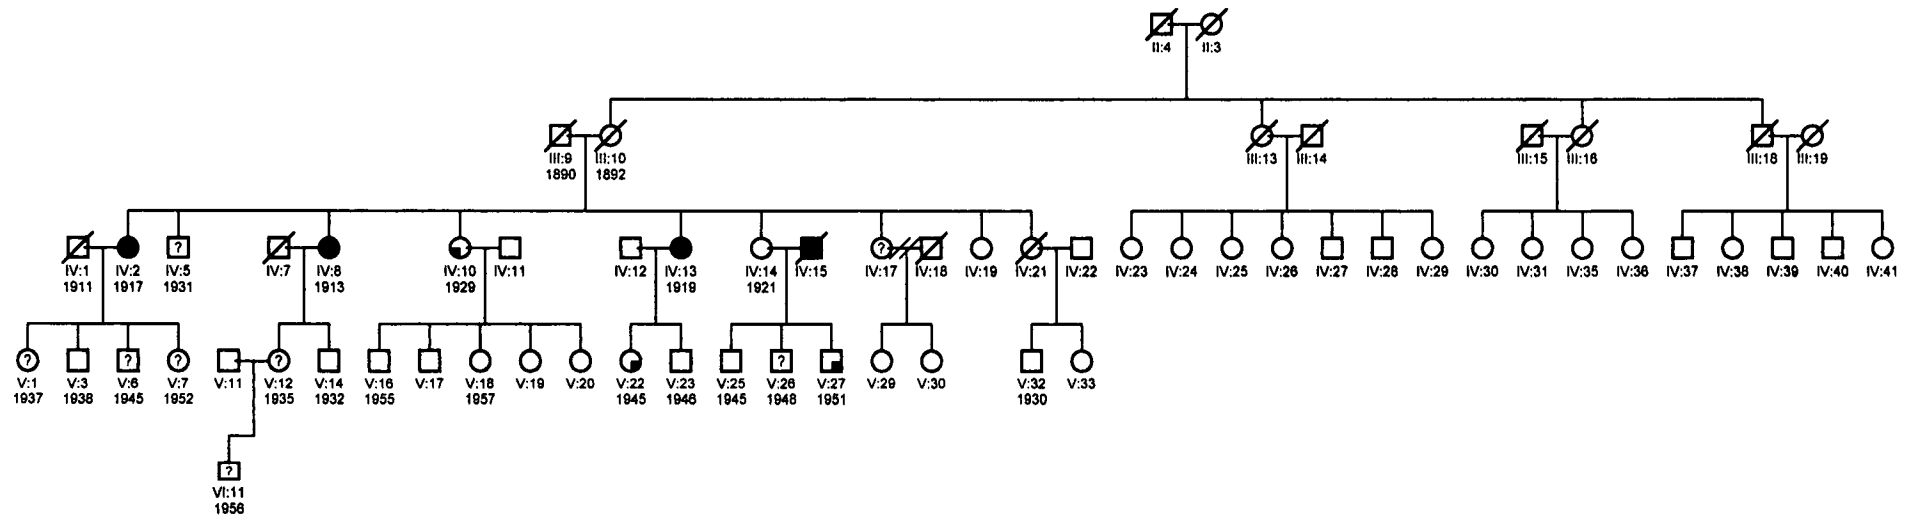 II:4 II:3
III:9 III:10 III:13 III:14 III:15 III:16 III:18 III:19
1890 1892
? ?
IV:1 IV:2 IV:5 IV:7 IV:8 IV:10 IV:11 IV:12 IV:13 IV:14 IV:15 IV:17 IV:18 IV:19 IV:21 IV:22 IV:23 IV:24 IV:25 IV:26 IV:27 IV:28 IV:29 IV:30 IV:31 IV:35 IV:36 IV:37 IV:38 IV:39 IV:40 IV:41
1911 1917 1931 1913 1929 1919 1921
? ? ? ? ?
V:1 V:3 V:6 V:7 V:11 V:12 V:14 V:16 V:17 V:18 V:19 V:20 V:22 V:23 V:25 V:26 V:27 V:29 V:30 V:32 V:33
1937 1938 1945 1952 1935 1932 1955 1957 1945 1946 1945 1948 1951 1930
?
VI:11
1956